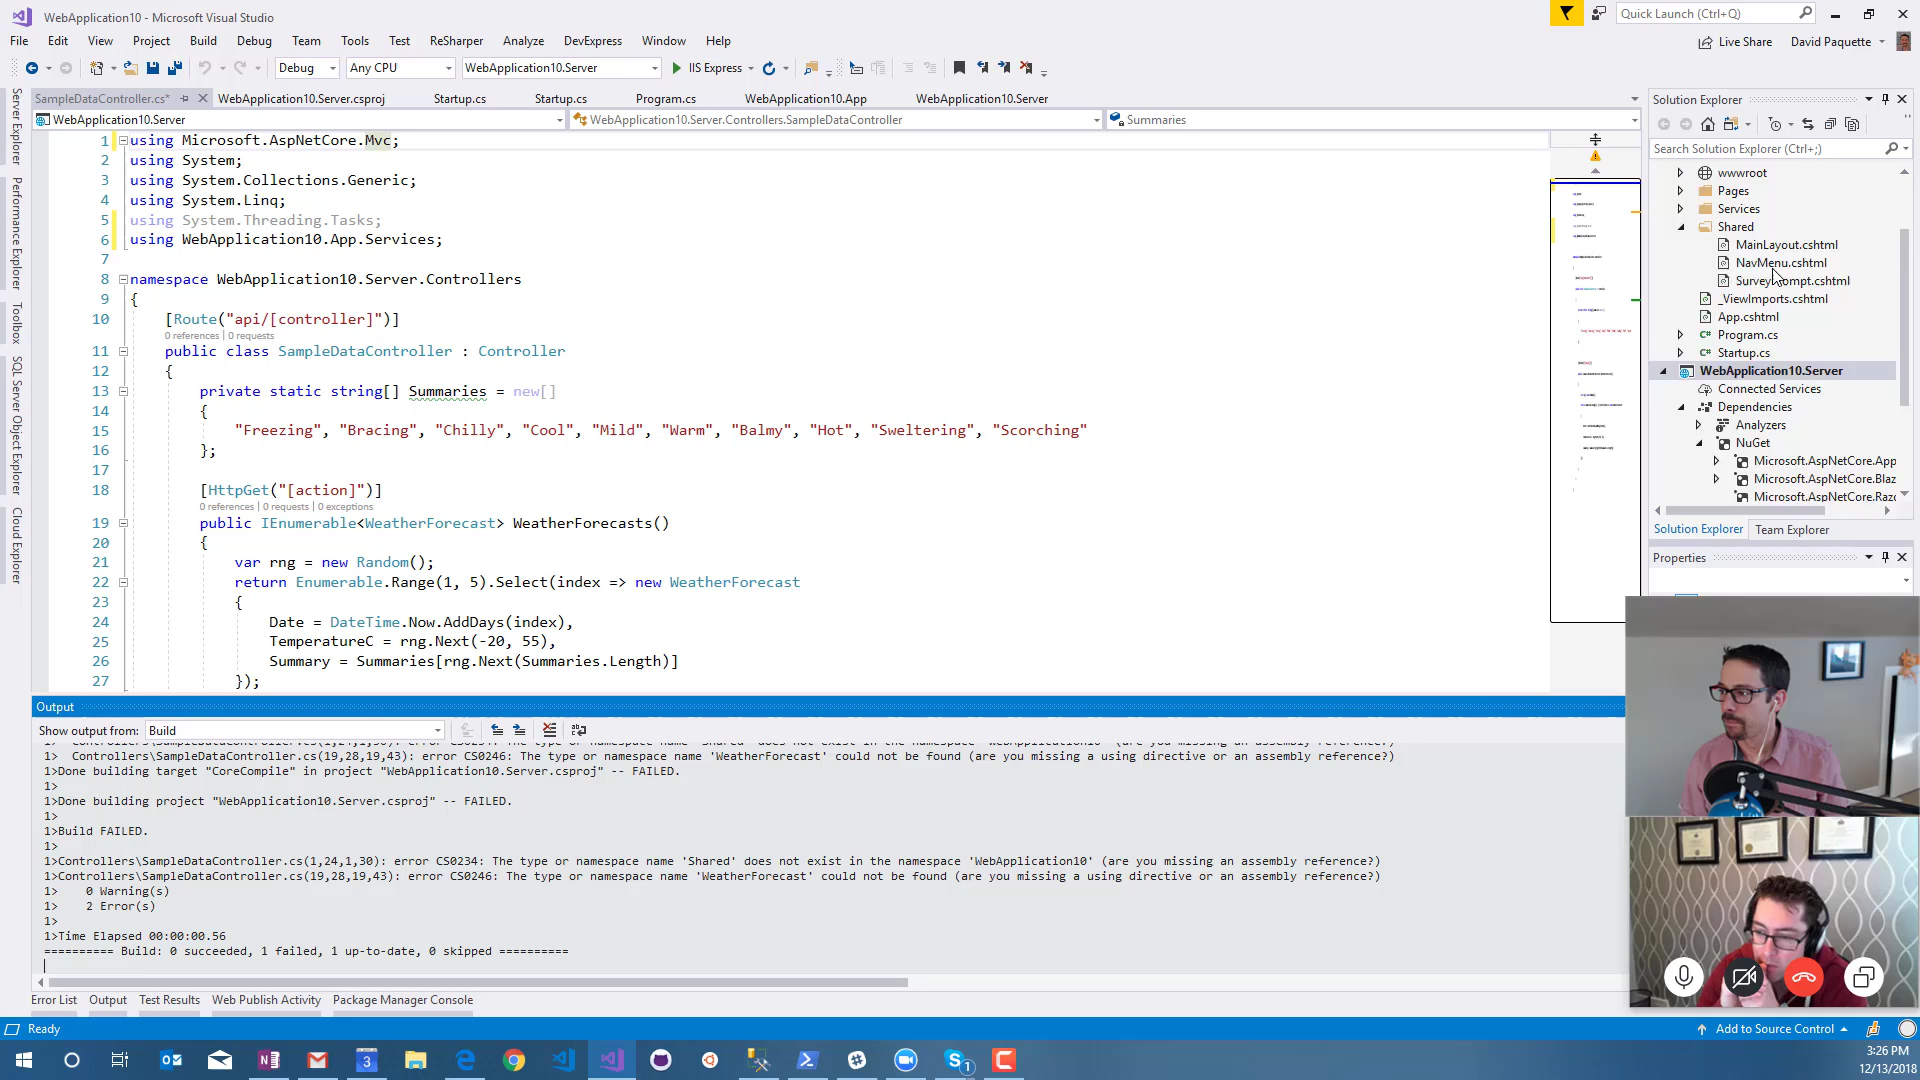 WebApplication10 - Microsoft Visual Studio
Quick Launch (Ctrl+Q)
File Edit View Project Build Debug Team Tools Test ReSharper Analyze DevExpress Window Help
Live Share David Paquette
Debug Any CPU WebApplication10.Server IIS Express
SampleDataController.cs* WebApplication10.Server.csproj Startup.cs Startup.cs Program.cs WebApplication10.App WebApplication10.Server
WebApplication10.Server WebApplication10.Server.Controllers.SampleDataController Summaries
Server Explorer
Performance Explorer
Toolbox
SQL Server Object Explorer
Cloud Explorer
1 using Microsoft.AspNetCore.Mvc;
2 using System;
3 using System.Collections.Generic;
4 using System.Linq;
5 using System.Threading.Tasks;
6 using WebApplication10.App.Services;
7
8 namespace WebApplication10.Server.Controllers
9 {
10 [Route("api/[controller]")]
0 references | 0 requests
11 public class SampleDataController : Controller
12 {
13 private static string[] Summaries = new[]
14 {
15 "Freezing", "Bracing", "Chilly", "Cool", "Mild", "Warm", "Balmy", "Hot", "Sweltering", "Scorching"
16 };
17
18 [HttpGet("[action]")]
0 references | 0 requests | 0 exceptions
19 public IEnumerable<WeatherForecast> WeatherForecasts()
20 {
21 var rng = new Random();
22 return Enumerable.Range(1, 5).Select(index => new WeatherForecast
23 {
24 Date = DateTime.Now.AddDays(index),
25 TemperatureC = rng.Next(-20, 55),
26 Summary = Summaries[rng.Next(Summaries.Length)]
27 });
Solution Explorer
Search Solution Explorer (Ctrl+;)
wwwroot
Pages
Services
Shared
MainLayout.cshtml
NavMenu.cshtml
_ViewImports.cshtml
App.cshtml
Program.cs
Startup.cs
WebApplication10.Server
Connected Services
Dependencies
Analyzers
NuGet
Microsoft.AspNetCore.App
Microsoft.AspNetCore.Blaz
Microsoft.AspNetCore.Razo
Solution Explorer Team Explorer
Properties
Output
Show output from: Build
1> Controllers\SampleDataController.cs(19,28,19,43): error CS0246: The type or namespace name 'WeatherForecast' could not be found (are you missing a using directive or an assembly reference?)
1>Done building target "CoreCompile" in project "WebApplication10.Server.csproj" -- FAILED.
1>
1>Done building project "WebApplication10.Server.csproj" -- FAILED.
1>
1>Build FAILED.
1>
1>Controllers\SampleDataController.cs(1,24,1,30): error CS0234: The type or namespace name 'Shared' does not exist in the namespace 'WebApplication10' (are you missing an assembly reference?)
1>Controllers\SampleDataController.cs(19,28,19,43): error CS0246: The type or namespace name 'WeatherForecast' could not be found (are you missing a using directive or an assembly reference?)
1> 0 Warning(s)
1> 2 Error(s)
1>
1>Time Elapsed 00:00:00.56
========== Build: 0 succeeded, 1 failed, 1 up-to-date, 0 skipped ==========
Error List Output Test Results Web Publish Activity Package Manager Console
Ready
Add to Source Control
3:26 PM
12/13/2018